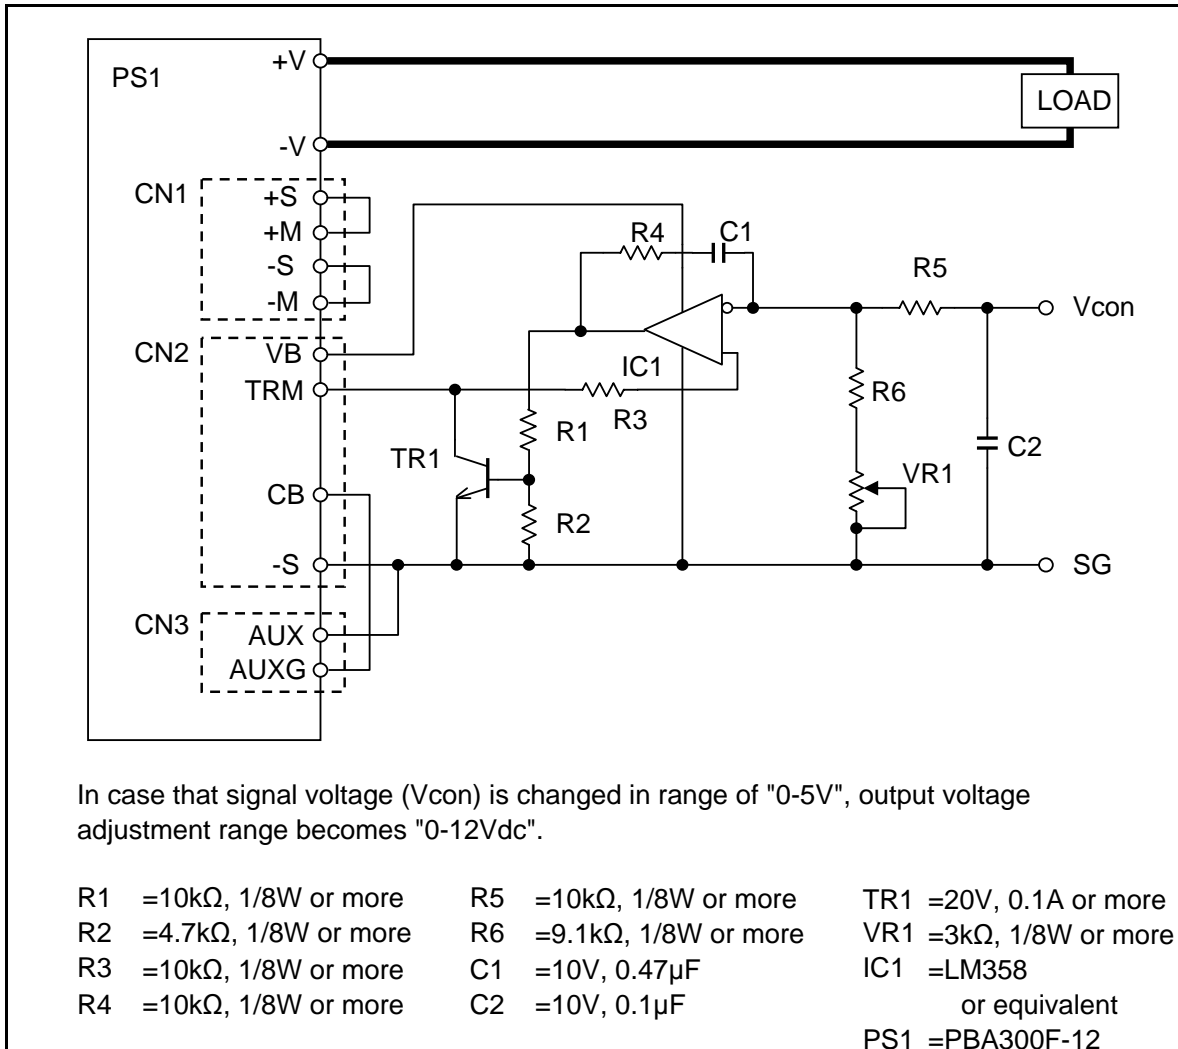 PS1
+V
LOAD
-V
CN1
+S
+M
-S
-M
R4
C1
R5
Vcon
CN2
VB
IC1
TRM
R3
R6
R1
TR1
C2
VR1
CB
R2
-S
SG
CN3
AUX
AUXG
In case that signal voltage (Vcon) is changed in range of "0-5V", output voltage
adjustment range becomes "0-12Vdc".
R1 =10kΩ, 1/8W or more R5 =10kΩ, 1/8W or more TR1 =20V, 0.1A or more
R2 =4.7kΩ, 1/8W or more R6 =9.1kΩ, 1/8W or more VR1 =3kΩ, 1/8W or more
R3 =10kΩ, 1/8W or more C1 =10V, 0.47µF IC1 =LM358
R4 =10kΩ, 1/8W or more C2 =10V, 0.1µF or equivalent
PS1 =PBA300F-12